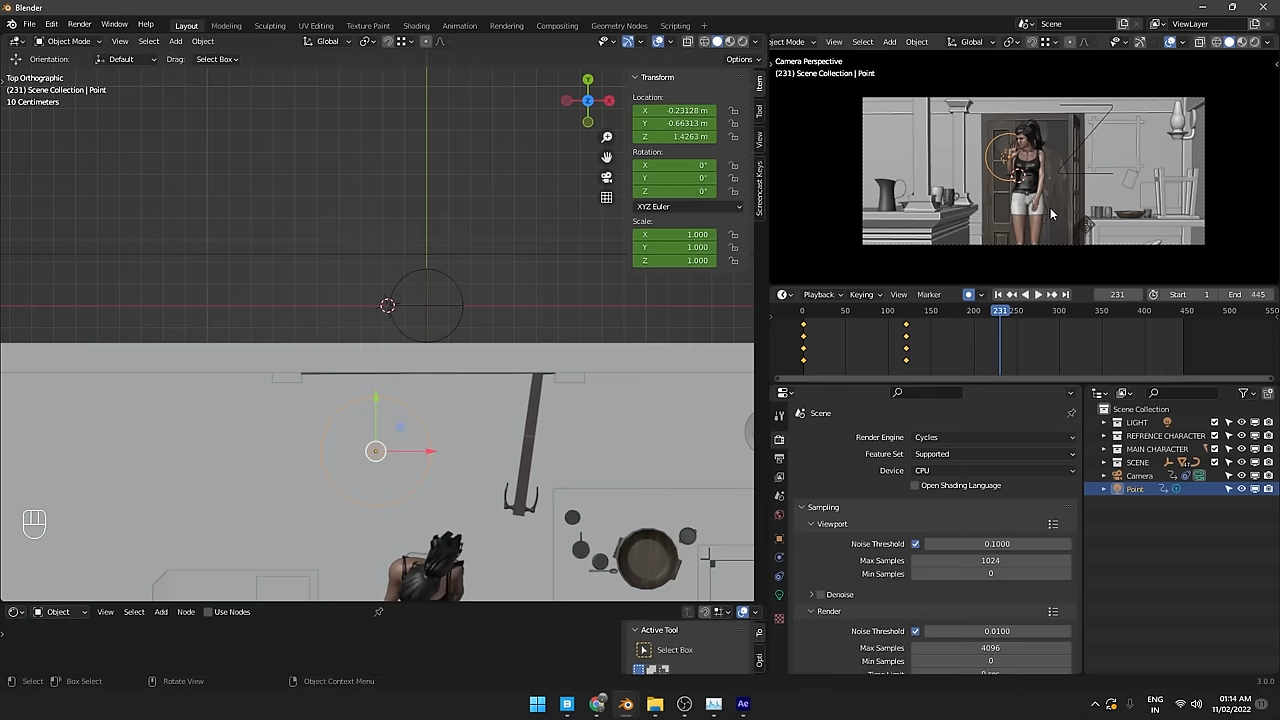 Blender
File Edit Render Window Help Layout Modeling Sculpting UV Editing Texture Paint Shading Animation Rendering Compositing Geometry Nodes Scripting + Scene ViewLayer
Object Mode View Select Add Object Global
ject Mode View Select Add Object Global
Orientation: Default Drag: Select Box Options
Top Orthographic
(231) Scene Collection | Point
10 Centimeters
Y
Z
X
Transform
Location:
X -0.23128 m
Y -0.66313 m
Z 1.4263 m
Rotation:
X 0°
Y 0°
Z 0°
XYZ Euler
Scale:
X 1.000
Y 1.000
Z 1.000
Item
Tool
View
Screencast Keys
Camera Perspective
(231) Scene Collection | Point
Playback Keying View Marker 231 Start 1 End 445
0 50 100 150 200 231 250 300 350 400 450 500 550
Scene
Render Engine Cycles
Feature Set Supported
Device CPU
Open Shading Language
Sampling
Viewport
Noise Threshold 0.1000
Max Samples 1024
Min Samples 0
Denoise
Render
Noise Threshold 0.0100
Max Samples 4096
Min Samples 0
Scene Collection
LIGHT
REFRENCE CHARACTER
MAIN CHARACTER
SCENE
Camera
Point
Object View Select Add Node Use Nodes
Active Tool
Select Box
To
Opti
Select Box Select Rotate View Object Context Menu 3.0.0
Ae
ENG
IN
01:14 AM
11/02/2022